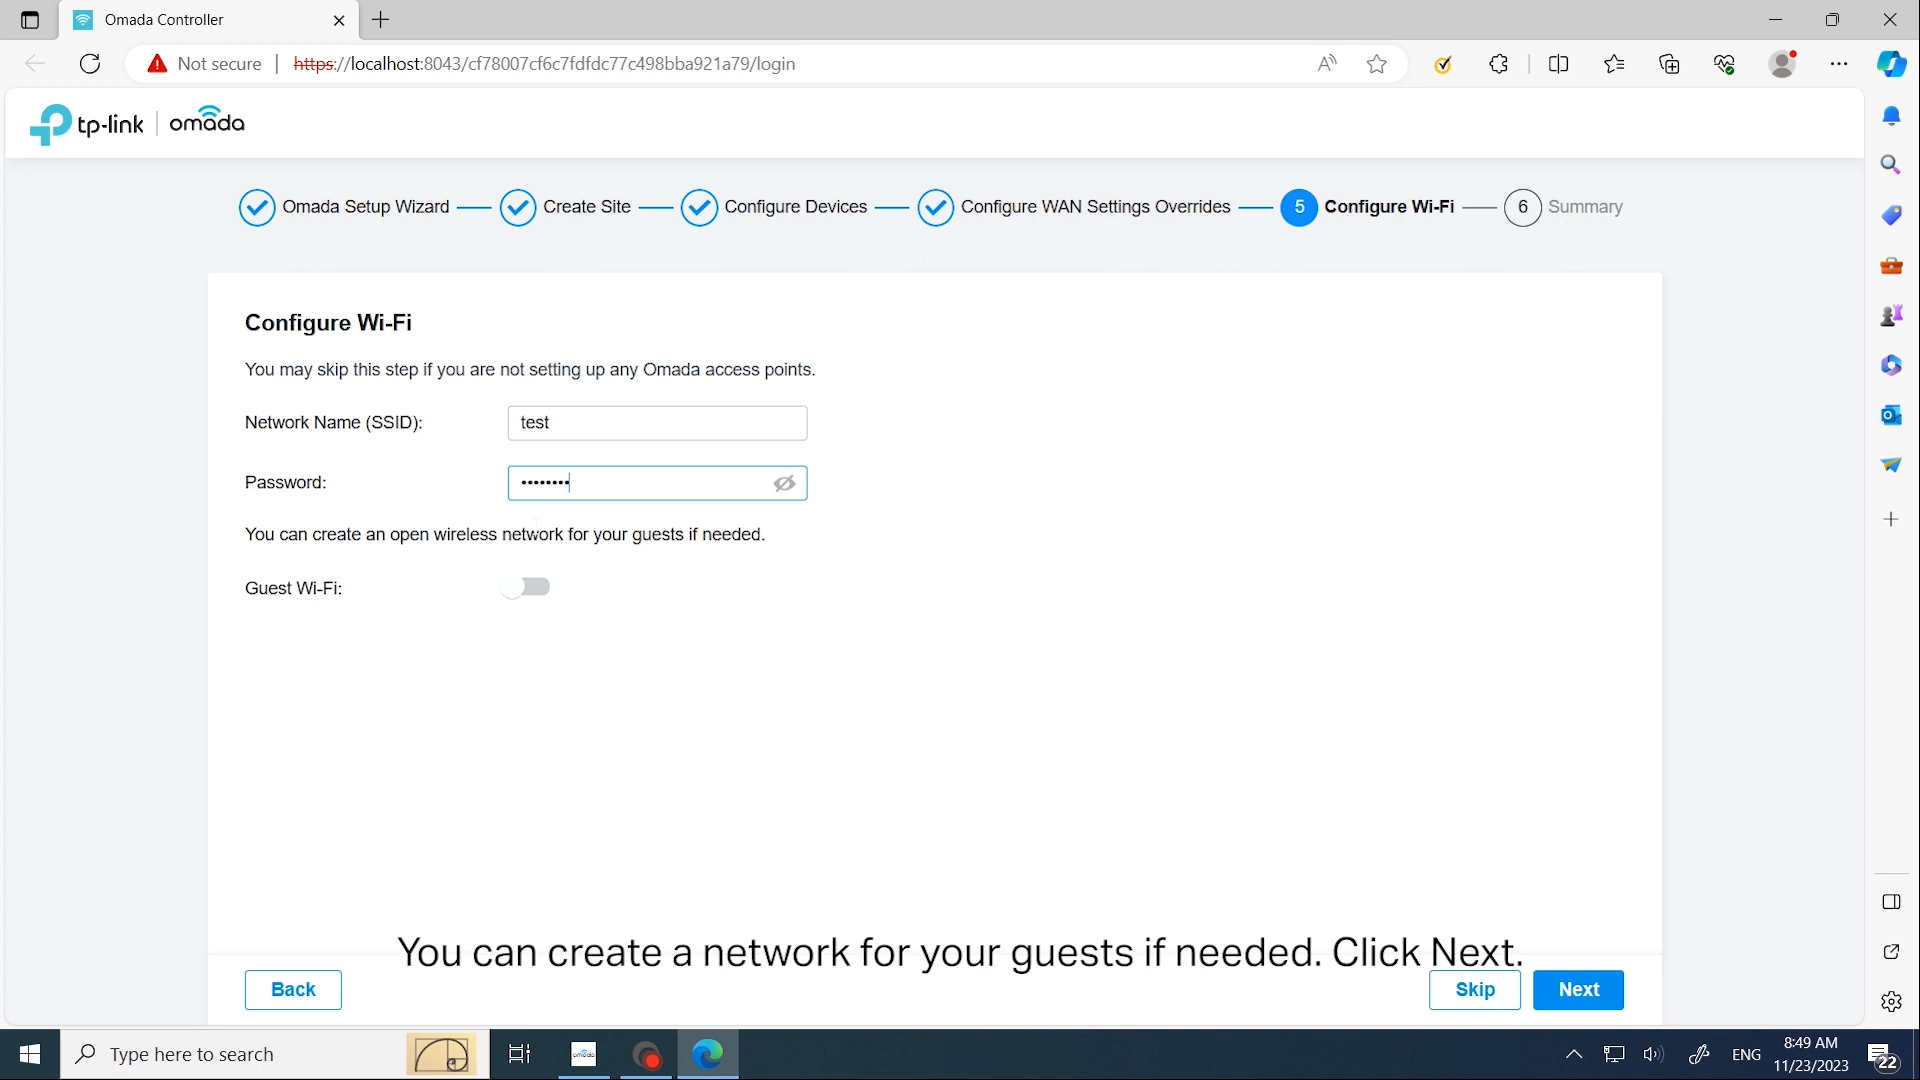 Omada Controller
Not secure
https://localhost:8043/cf78007cf6c7fdfdc77c498bba921a79/login
tp-link | omada
Omada Setup Wizard
Create Site
Configure Devices
Configure WAN Settings Overrides
5 Configure Wi-Fi
6 Summary
Configure Wi-Fi
You may skip this step if you are not setting up any Omada access points.
Network Name (SSID): test
Password: ••••••••
You can create an open wireless network for your guests if needed.
Guest Wi-Fi:
You can create a network for your guests if needed. Click Next.
Back
Skip
Next
Type here to search
omada
ENG
8:49 AM
11/23/2023
22